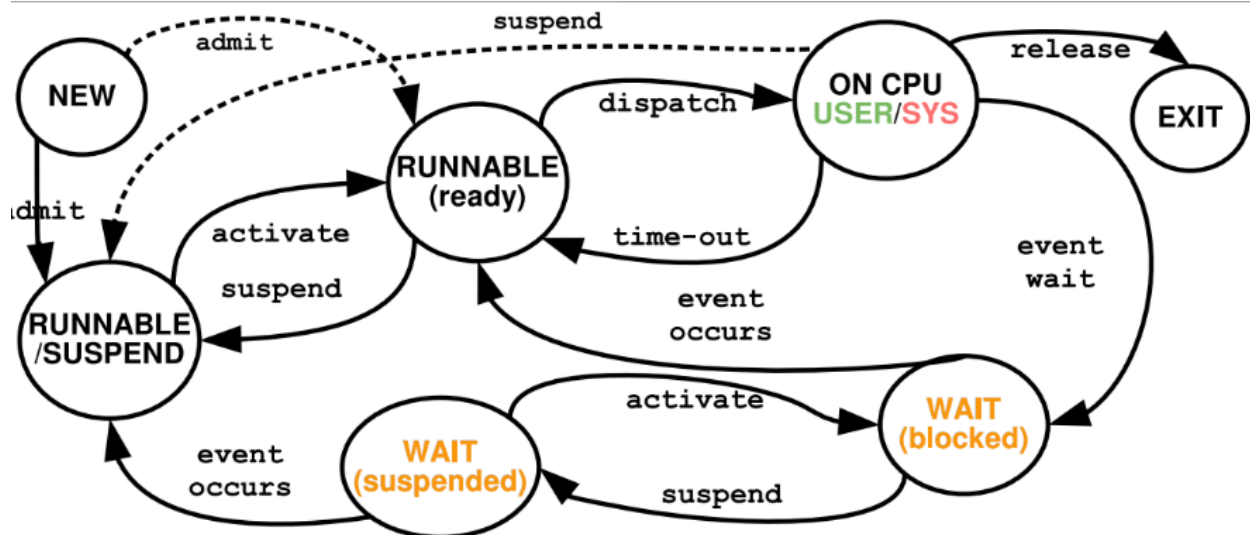 suspend
admit
release
NEW
ON CPU
USER/SYS
dispatch
EXIT
RUNNABLE
(ready)
admit
activate
time-out
suspend
event
wait
event
occurs
RUNNABLE
/SUSPEND
activate
WAIT
(blocked)
event
occurs
WAIT
(suspended)
suspend